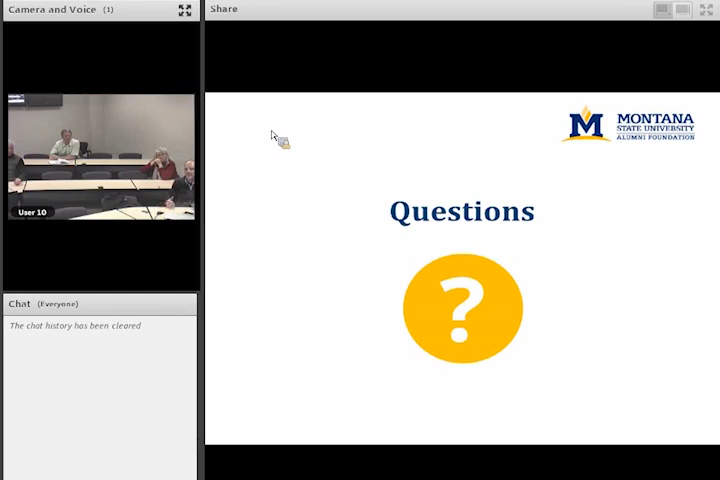 Camera and Voice (1)
Share
MONTANA
STATE UNIVERSITY
ALUMNI FOUNDATION
M
Questions
?
User 10
Chat (Everyone)
The chat history has been cleared